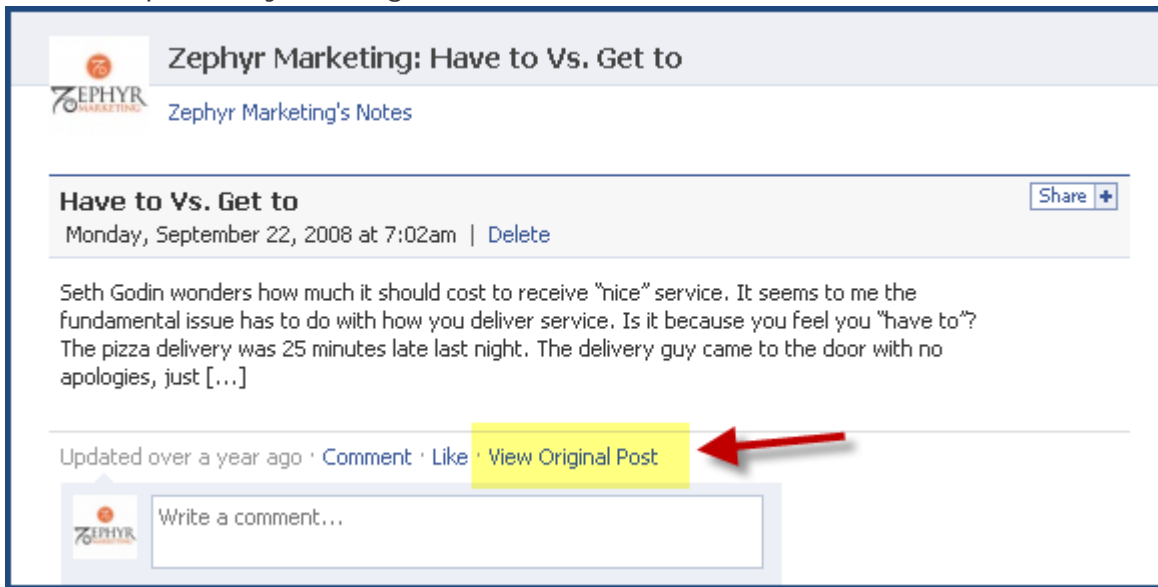 Zephyr Marketing: Have to Vs. Get to
ZEPHYR
MARKETING
Zephyr Marketing's Notes
Have to Vs. Get to
Share +
Monday, September 22, 2008 at 7:02am | Delete
Seth Godin wonders how much it should cost to receive "nice" service. It seems to me the
fundamental issue has to do with how you deliver service. Is it because you feel you "have to"?
The pizza delivery was 25 minutes late last night. The delivery guy came to the door with no
apologies, just [...]
Updated over a year ago · Comment · Like · View Original Post
ZEPHYR
Write a comment...